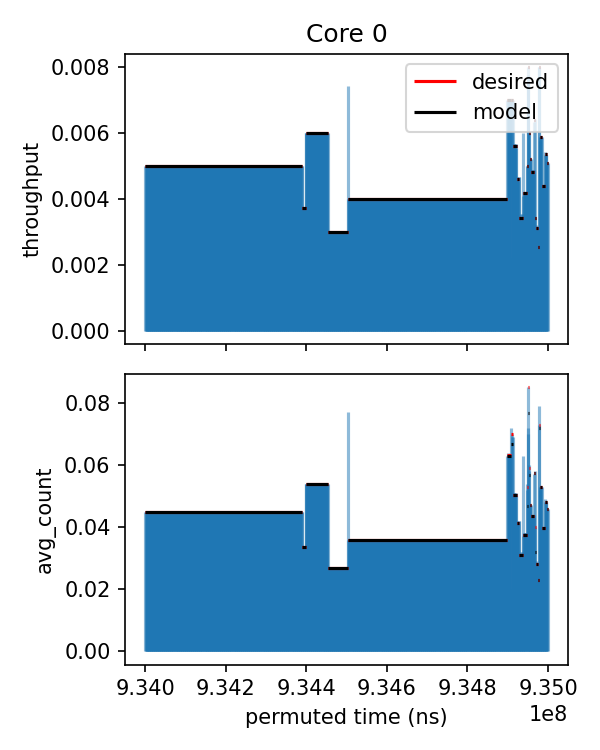 Core 0
0.008
0.006
0.004
0.002
0.000
throughput
desired
model
0.08
0.06
0.04
0.02
0.00
avg_count
9.340 9.342 9.344 9.346 9.348 9.350
1e8
permuted time (ns)